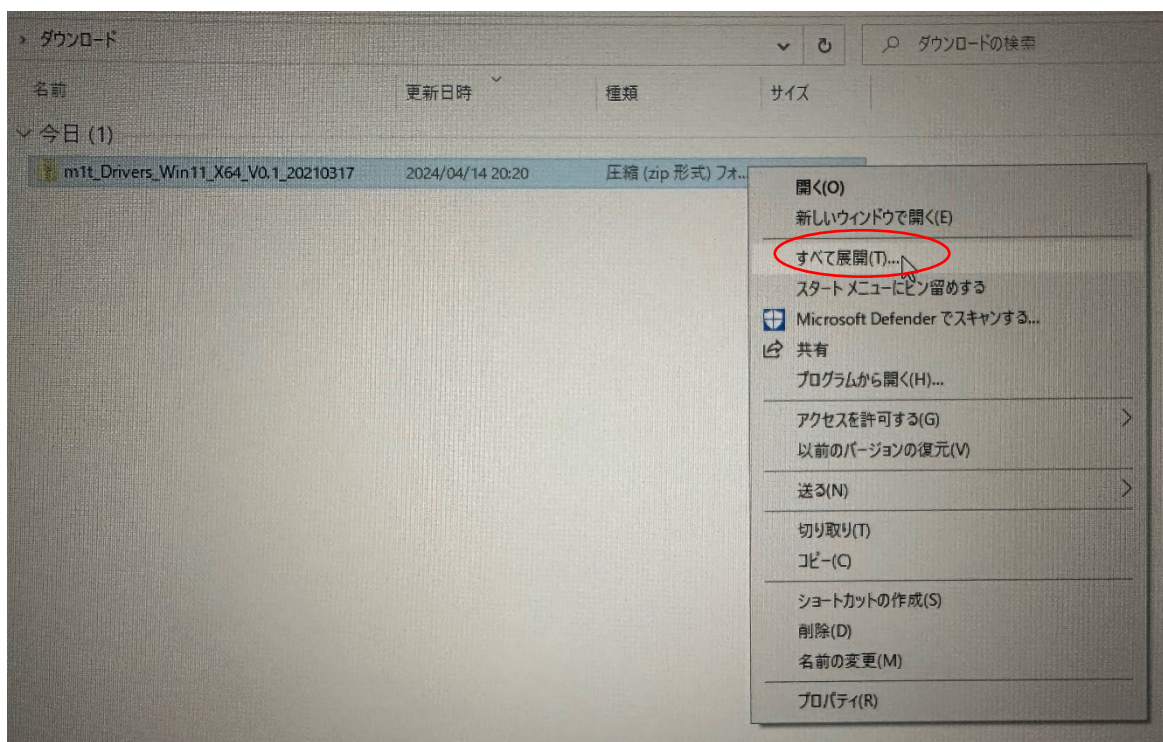 › ダウンロード
ダウンロードの検索
名前 更新日時 種類 サイズ
今日 (1)
m1t_Drivers_Win11_X64_V0.1_20210317 2024/04/14 20:20 圧縮 (zip 形式) フォ...
開く(O)
新しいウィンドウで開く(E)
すべて展開(T)...
スタート メニューにピン留めする
Microsoft Defender でスキャンする...
共有
プログラムから開く(H)...
アクセスを許可する(G)
以前のバージョンの復元(V)
送る(N)
切り取り(T)
コピー(C)
ショートカットの作成(S)
削除(D)
名前の変更(M)
プロパティ(R)